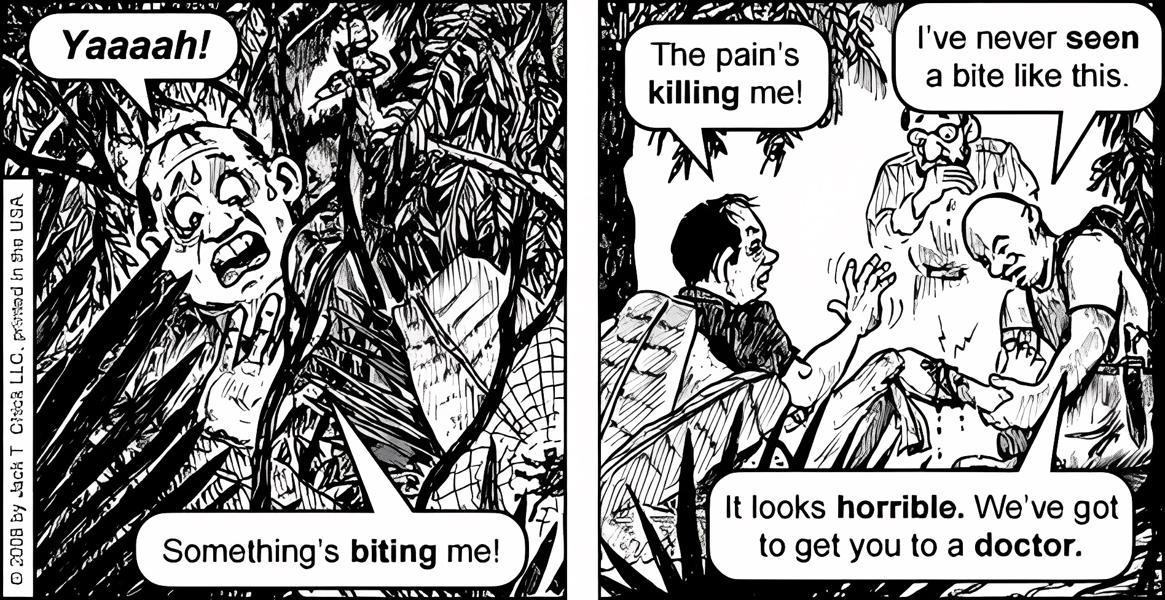 Yaaaah!
© 2008 by Jack T Chick LLC. printed in the USA
Something's biting me!
The pain's
killing me!
I've never seen
a bite like this.
It looks horrible. We've got
to get you to a doctor.